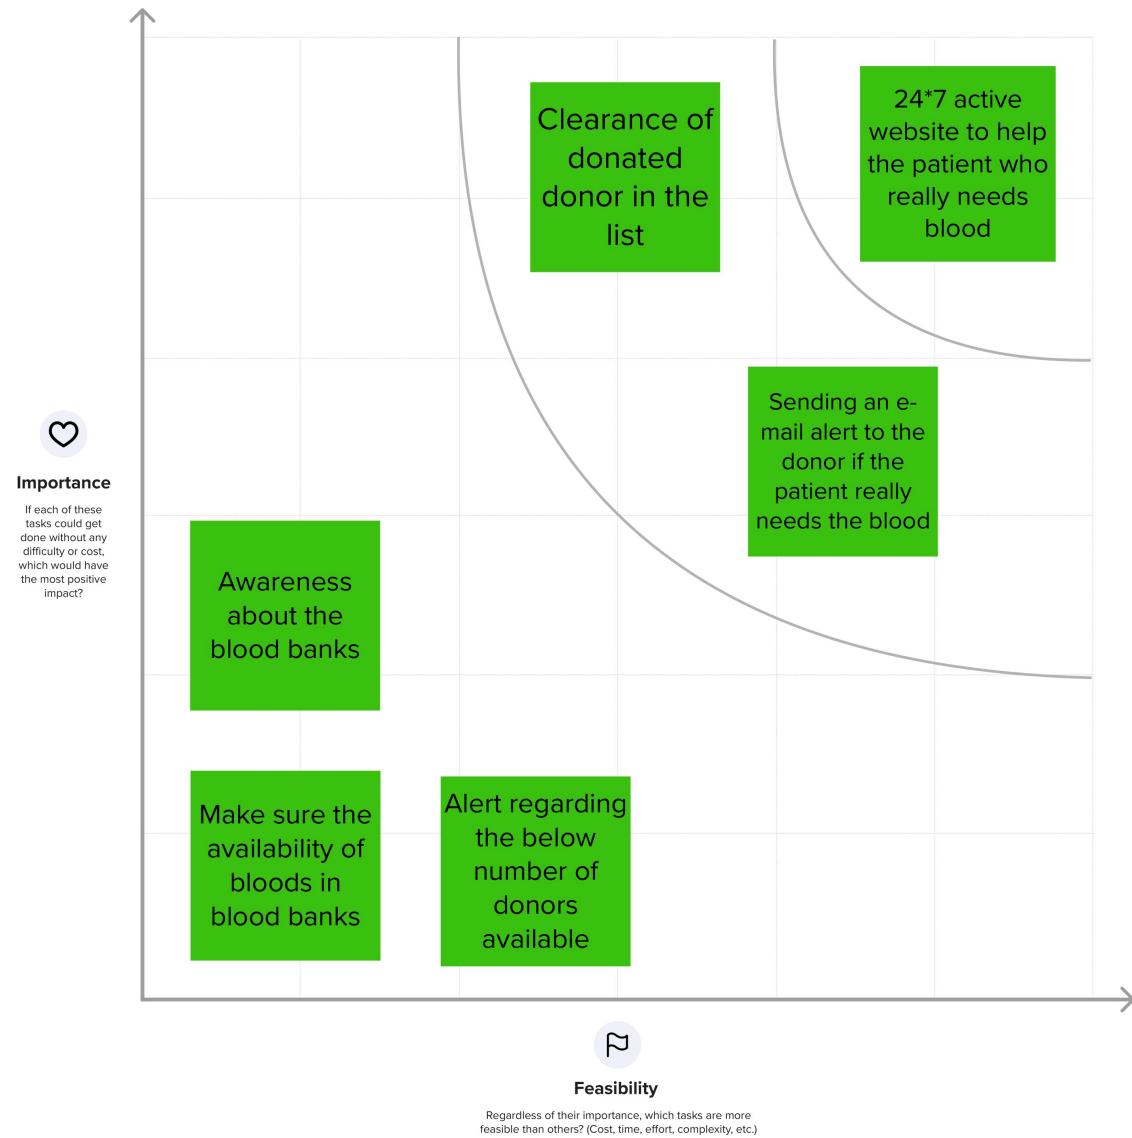 Clearance of
donated
donor in the
list
24*7 active
website to help
the patient who
really needs
blood
Sending an e-
mail alert to the
donor if the
patient really
needs the blood
Importance
If each of these
tasks could get
done without any
difficulty or cost,
which would have
the most positive
impact?
Awareness
about the
blood banks
Make sure the
availability of
bloods in
blood banks
Alert regarding
the below
number of
donors
available
Feasibility
Regardless of their importance, which tasks are more
feasible than others? (Cost, time, effort, complexity, etc.)